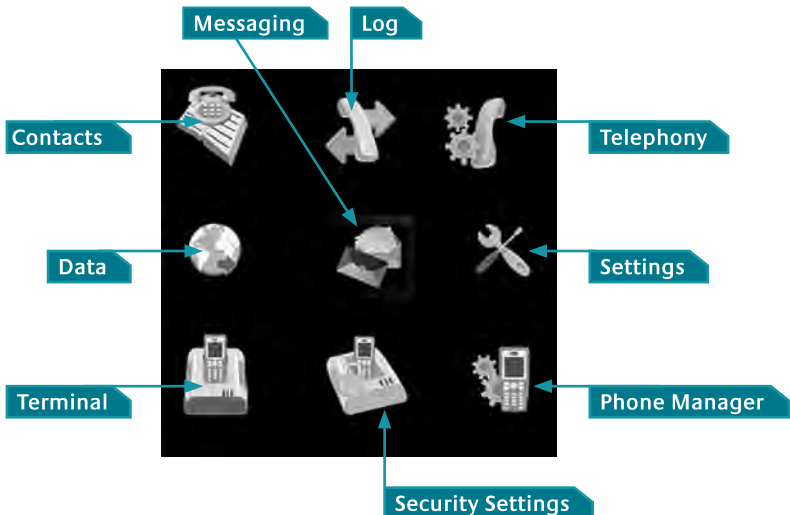 Messaging
Log
Contacts
Telephony
Data
Settings
Terminal
Phone Manager
Security Settings